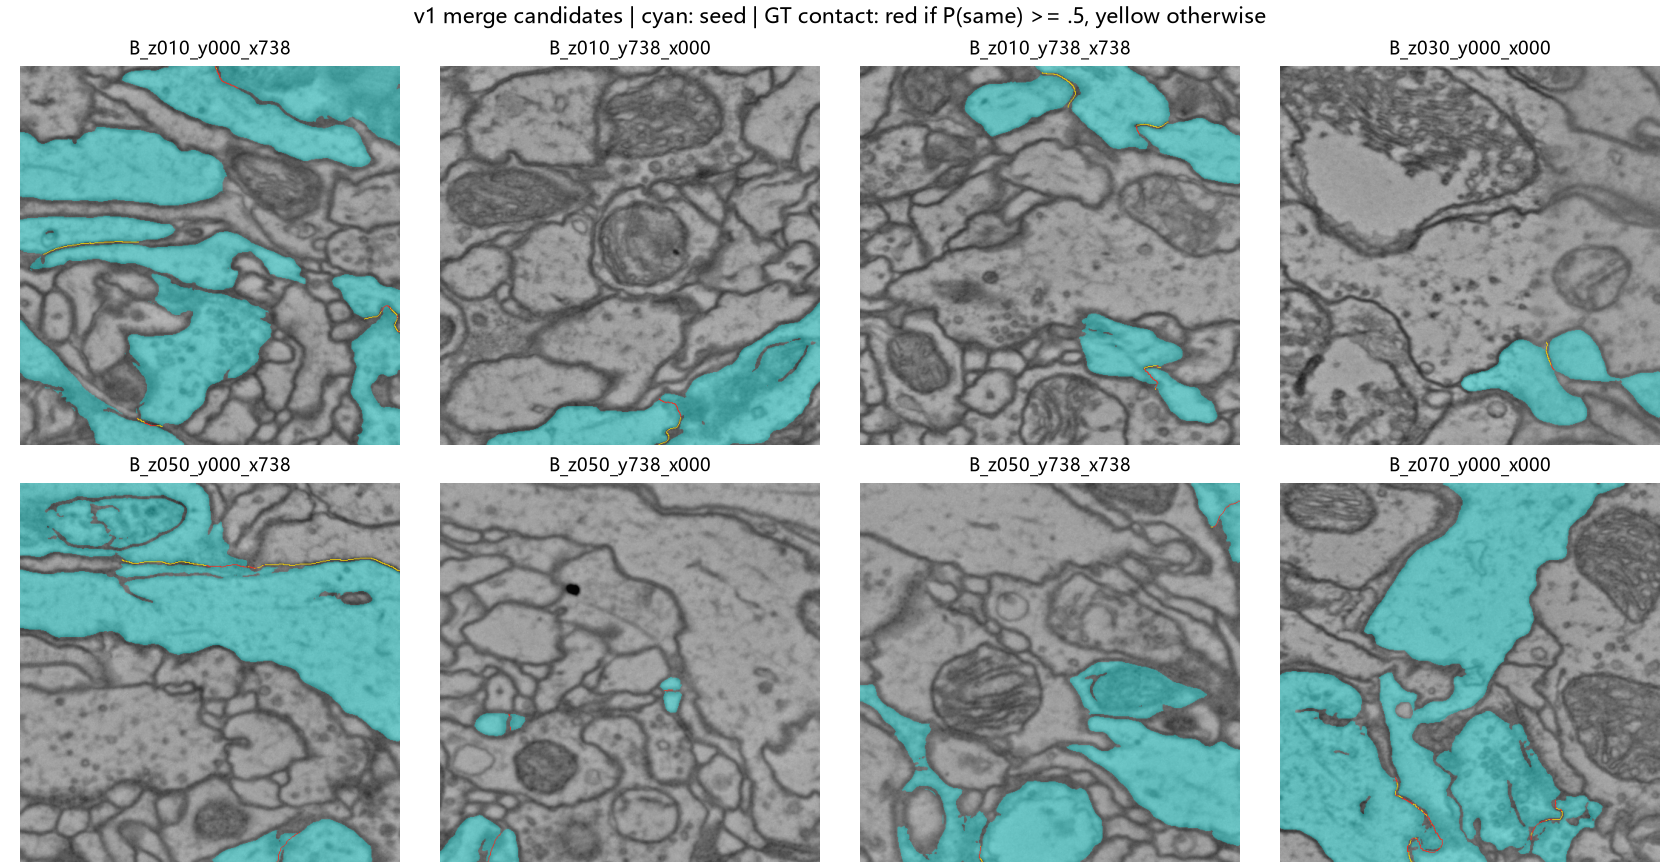 v1 merge candidates | cyan: seed | GT contact: red if P(same) >= .5, yellow otherwise
B_z010_y000_x738
B_z010_y738_x000
B_z010_y738_x738
B_z030_y000_x000
B_z050_y000_x738
B_z050_y738_x000
B_z050_y738_x738
B_z070_y000_x000